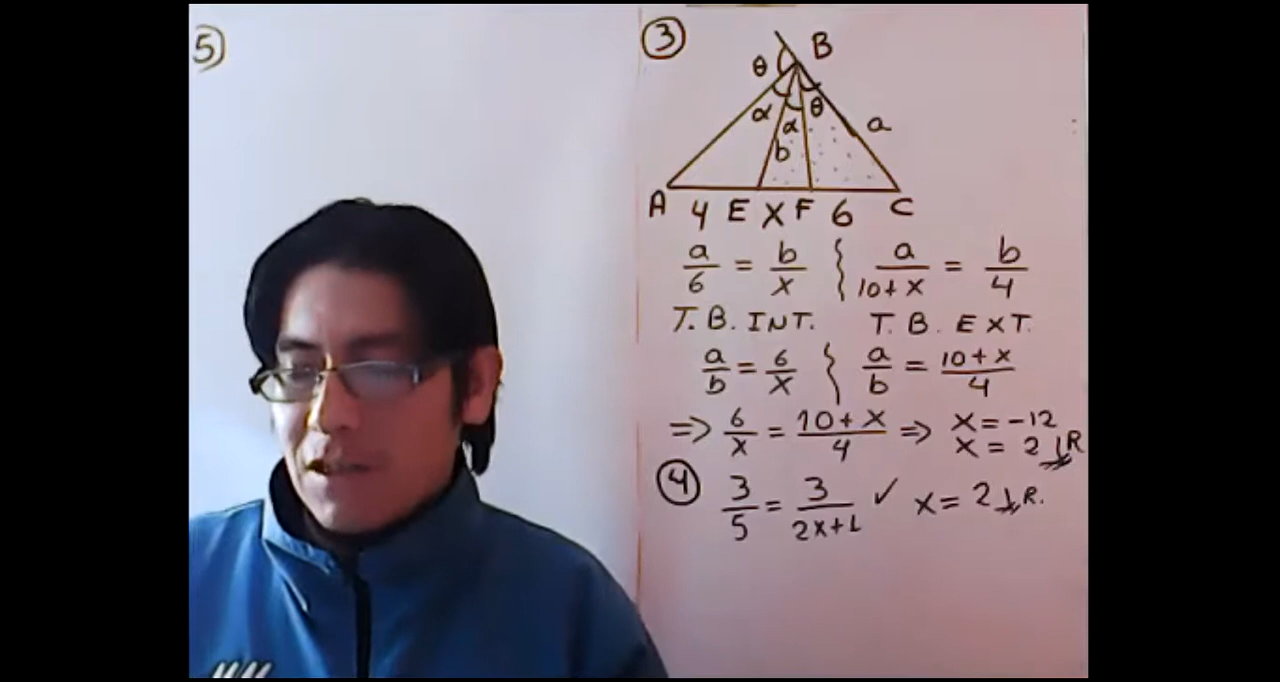 5)
3
B
θ
α α θ a
b
A 4 E X F 6 C
a/6 = b/x { a/10+x = b/4
T. B. INT. T. B. EXT.
a/b = 6/x { a/b = 10+x/4
=> 6/x = 10+x/4 => x = -12
x = 2 R
4 3/5 = 3/2x+1 ✓ x = 2 R.